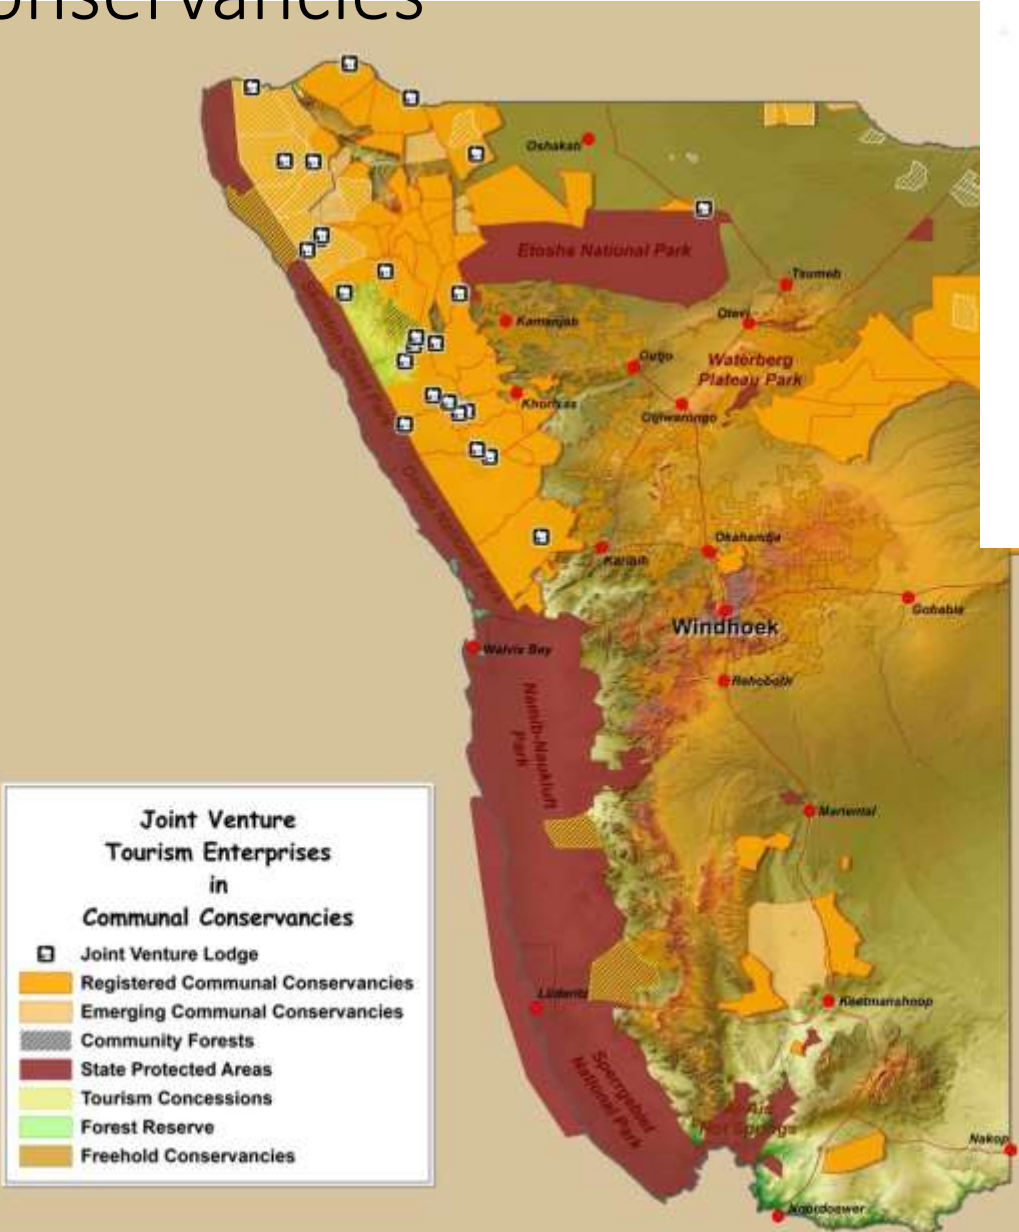 onservancies
Oshakati
Etosha National Park
Tsumeb
Otavi
Kamanjab
Outjo
Waterberg
Plateau Park
Khorixas
Otjiwarongo
Okahandja
Karibib
Gobabis
Windhoek
Walvis Bay
Rehoboth
Namib-Naukluft
Park
Mariental
Joint Venture
Tourism Enterprises
in
Communal Conservancies
Joint Venture Lodge
Registered Communal Conservancies
Emerging Communal Conservancies
Community Forests
State Protected Areas
Tourism Concessions
Forest Reserve
Freehold Conservancies
Lüderitz
Keetmanshoop
Sperrgebiet
National Park
Hot Springs
Nakop
Noordoewer